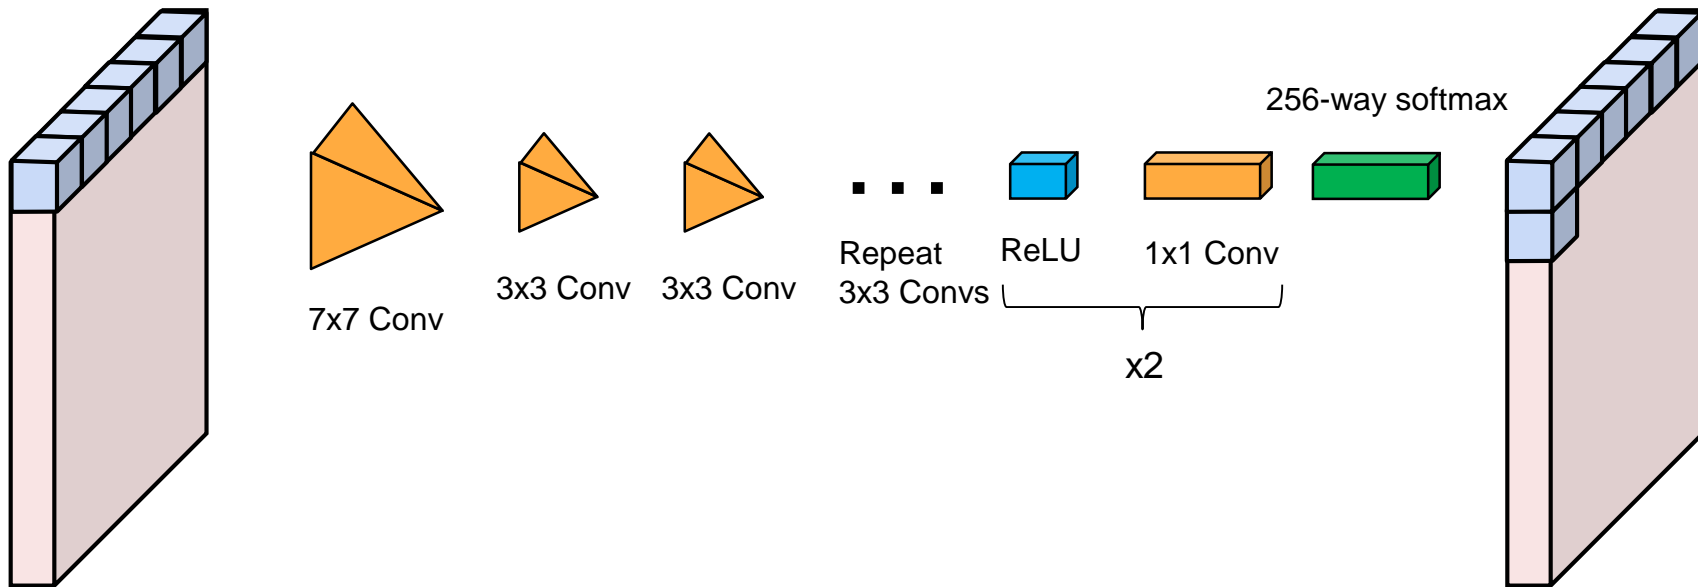 256-way softmax
7x7 Conv
3x3 Conv
3x3 Conv
Repeat
3x3 Convs
ReLU
1x1 Conv
x2